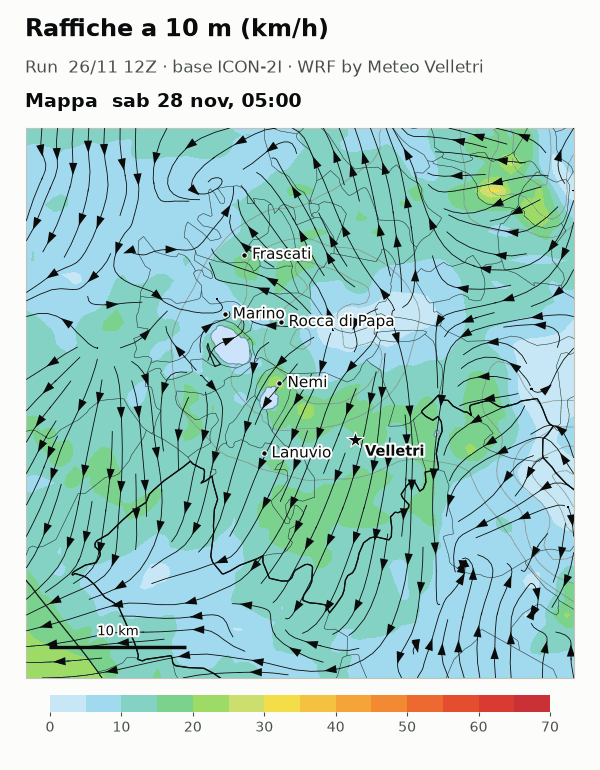 Raffiche a 10 m (km/h)
Run  26/11 12Z · base ICON-2I · WRF by Meteo Velletri
Mappa  sab 28 nov, 05:00
Frascati
Marino
Rocca di Papa
Nemi
Velletri
Lanuvio
10 km
0 10 20 30 40 50 60 70